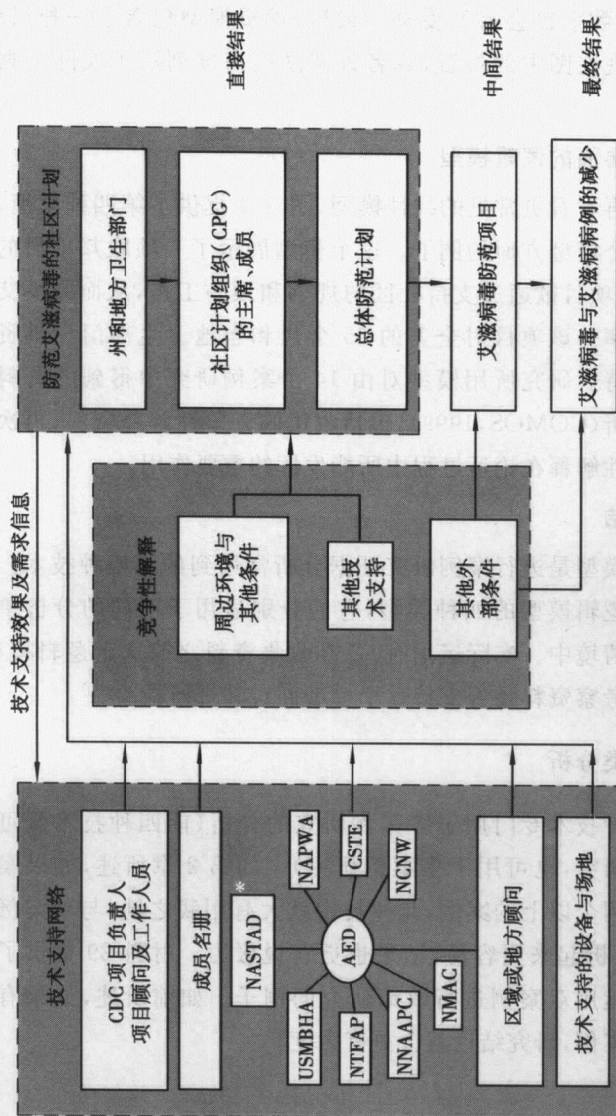 技术支持效果及需求信息
技术支持网络
CDC 项目负责人
项目顾问及工作人员
成员名册
NASTAD*
USMBHA
NAPWA
NTFAP
AED
CSTE
NNAAPC
NCNW
NMAC
区域或地方顾问
技术支持的设备与场地
竞争性解释
周边环境与
其他条件
其他技
术支持
其他外
部条件
防范艾滋病毒的社区计划
州和地方卫生部门
社区计划组织(CPG)
的主席、成员
总体防范计划
艾滋病毒防范项目
艾滋病毒与艾滋病病例的减少
直接结果
中间结果
最终结果